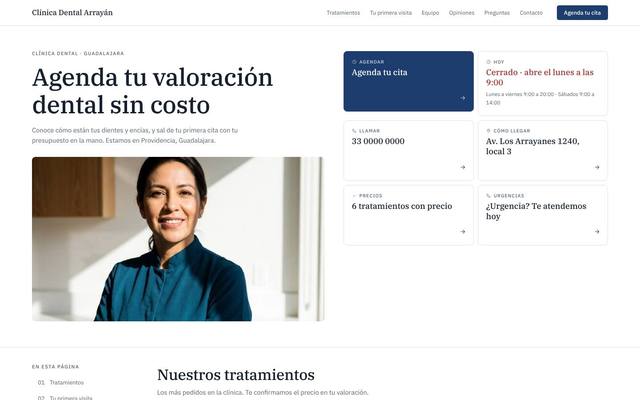 Clínica Dental Arrayán
Tratamientos Tu primera visita Equipo Opiniones Preguntas Contacto Agenda tu cita
CLÍNICA DENTAL · GUADALAJARA
Agenda tu valoración
dental sin costo
Conoce cómo están tus dientes y encías, y sal de tu primera cita con tu
presupuesto en la mano. Estamos en Providencia, Guadalajara.
AGENDAR
Agenda tu cita
→
HOY
Cerrado · abre el lunes a las
9:00
Lunes a viernes 9:00 a 20:00 · Sábados 9:00 a
14:00
LLAMAR
33 0000 0000
→
CÓMO LLEGAR
Av. Los Arrayanes 1240,
local 3
→
PRECIOS
6 tratamientos con precio
→
URGENCIAS
¿Urgencia? Te atendemos
hoy
→
EN ESTA PÁGINA
01 Tratamientos
02 Tu primera visita
Nuestros tratamientos
Los más pedidos en la clínica. Te confirmamos el precio en tu valoración.